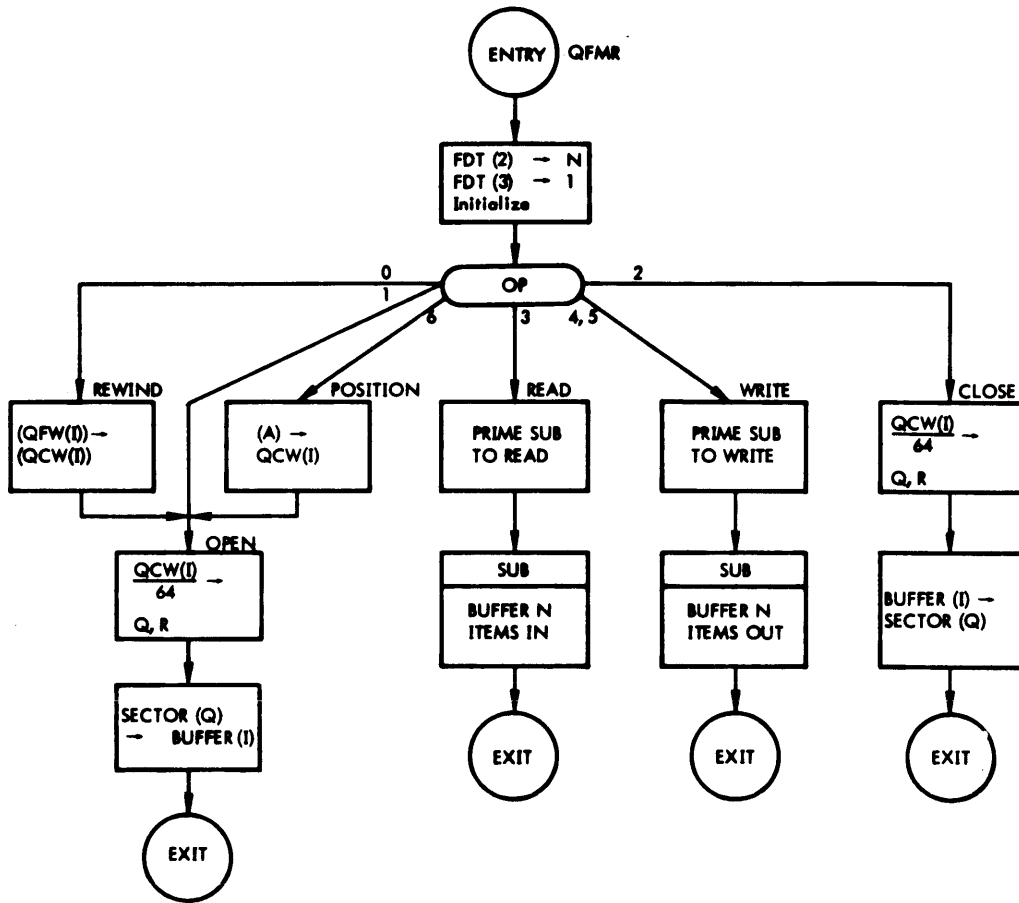 ENTRY QFMR
FDT (2) → N
FDT (3) → 1
Initialize
OP
0
1
6
3
4, 5
2
REWIND
(QFW(I)) →
(QCW(I))
POSITION
(A) →
QCW(I)
READ
PRIME SUB
TO READ
WRITE
PRIME SUB
TO WRITE
CLOSE
QCW(I)
64 →
Q, R
OPEN
QCW(I)
64 →
Q, R
SUB
BUFFER N
ITEMS IN
SUB
BUFFER N
ITEMS OUT
BUFFER (I) →
SECTOR (Q)
SECTOR (Q)
→ BUFFER (I)
EXIT
EXIT
EXIT
EXIT